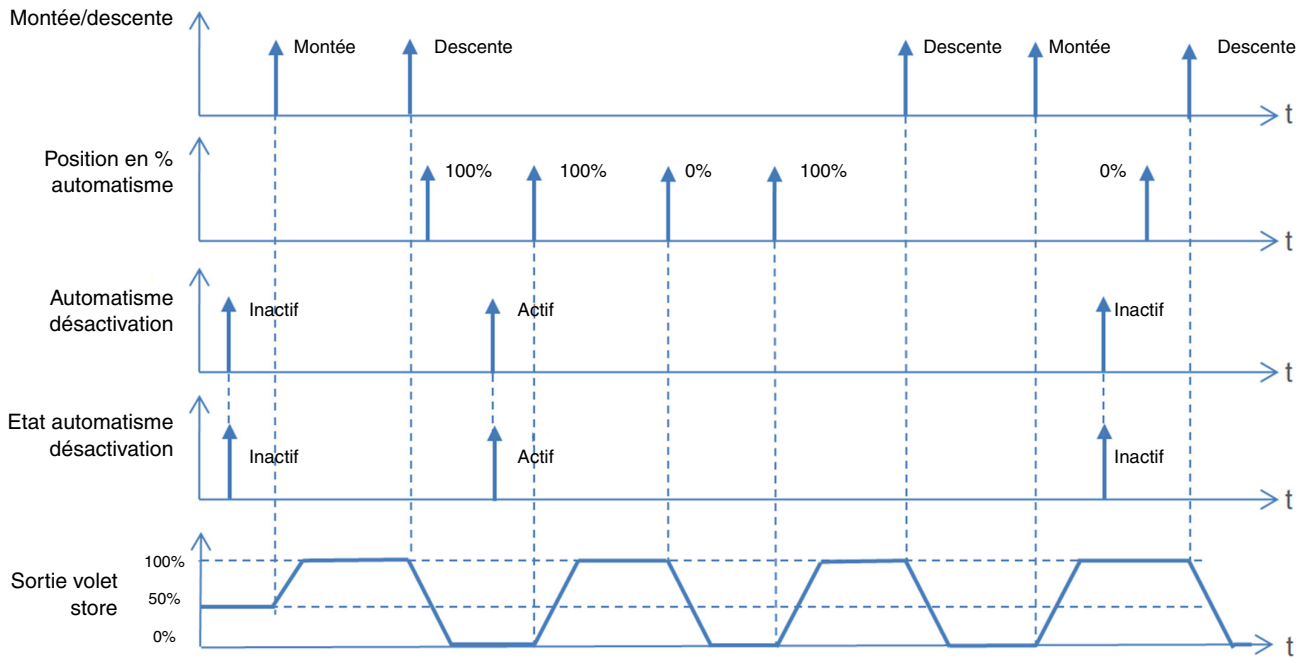 Montée/descente
Montée
Descente
Descente
Montée
Descente
t
Position en %
automatisme
100%
100%
0%
100%
0%
t
Automatisme
désactivation
Inactif
Actif
Inactif
t
Etat automatisme
désactivation
Inactif
Actif
Inactif
t
Sortie volet
store
100%
50%
0%
t